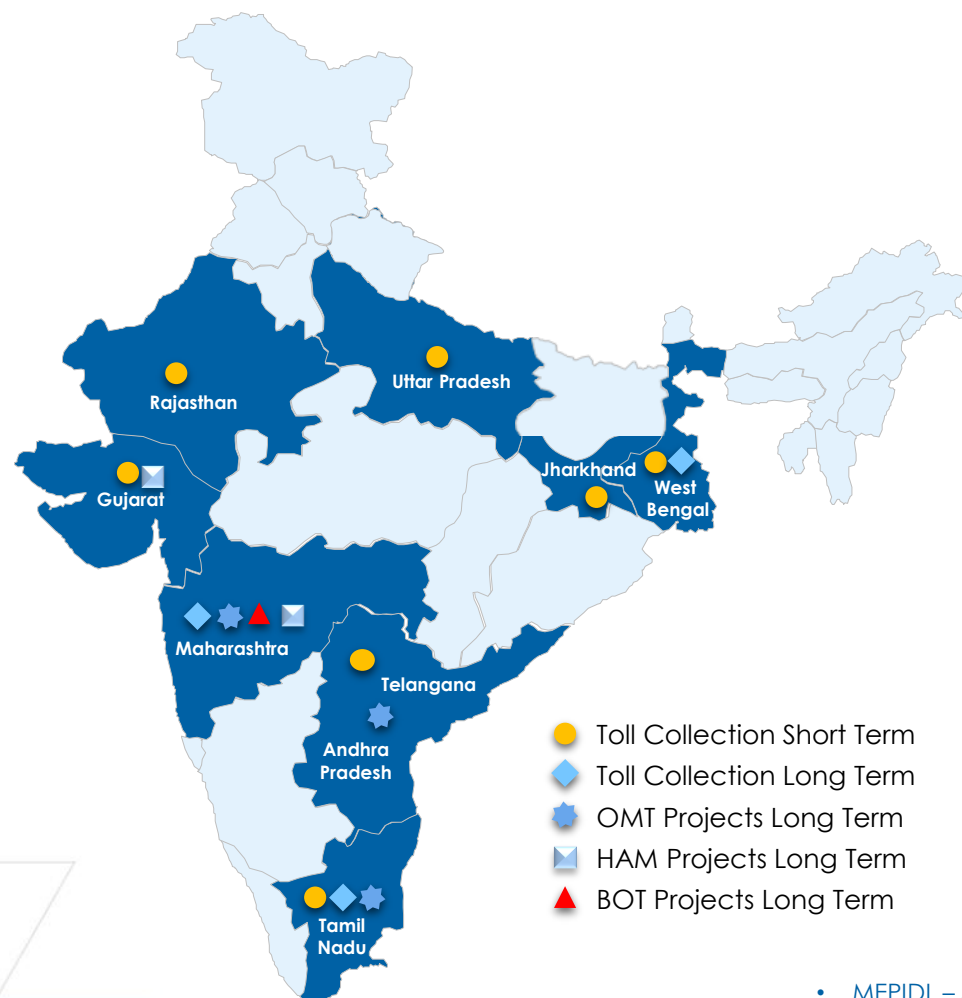 Uttar Pradesh
Rajasthan
Jharkhand
West
Bengal
Gujarat
Maharashtra
Telangana
Andhra
Pradesh
Toll Collection Short Term
Toll Collection Long Term
OMT Projects Long Term
HAM Projects Long Term
BOT Projects Long Term
Tamil
Nadu
• MEPIDL –